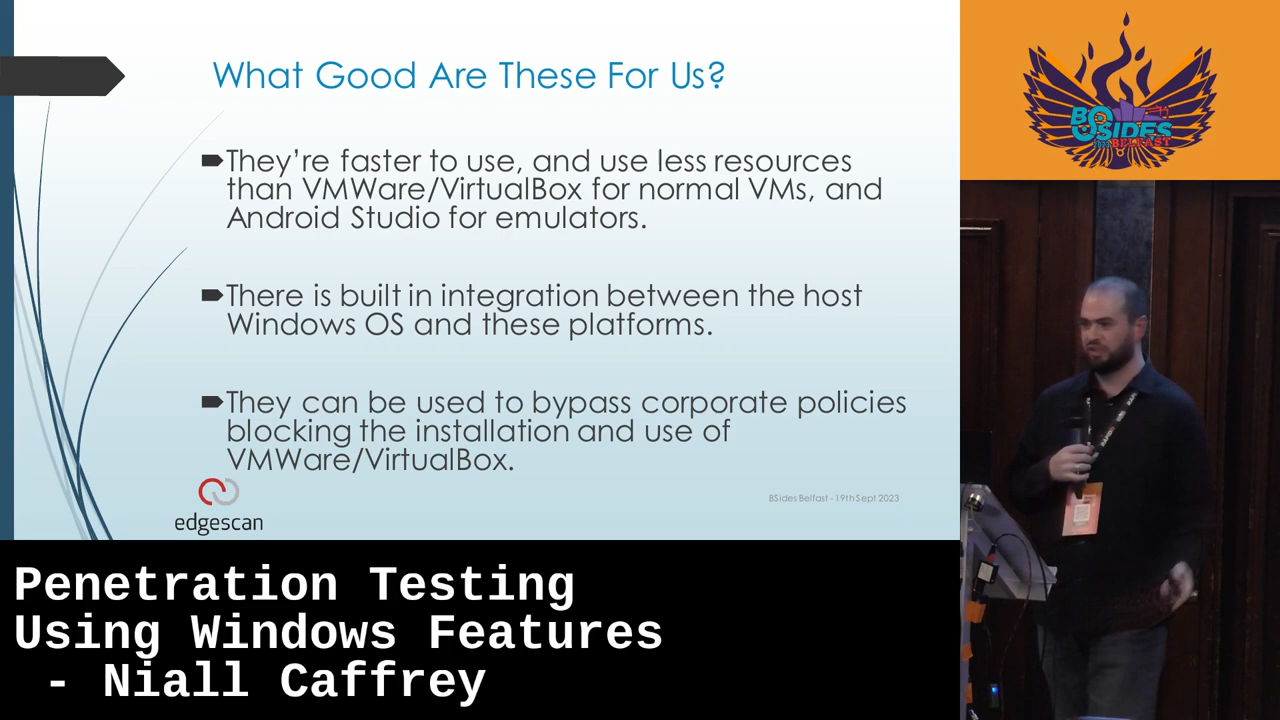 What Good Are These For Us?
They're faster to use, and use less resources
than VMWare/VirtualBox for normal VMs, and
Android Studio for emulators.
There is built in integration between the host
Windows OS and these platforms.
They can be used to bypass corporate policies
blocking the installation and use of
VMWare/VirtualBox.
edgescan
BSides Belfast - 19th Sept 2023
BSIDES
2023 BELFAST
Penetration Testing
Using Windows Features
- Niall Caffrey